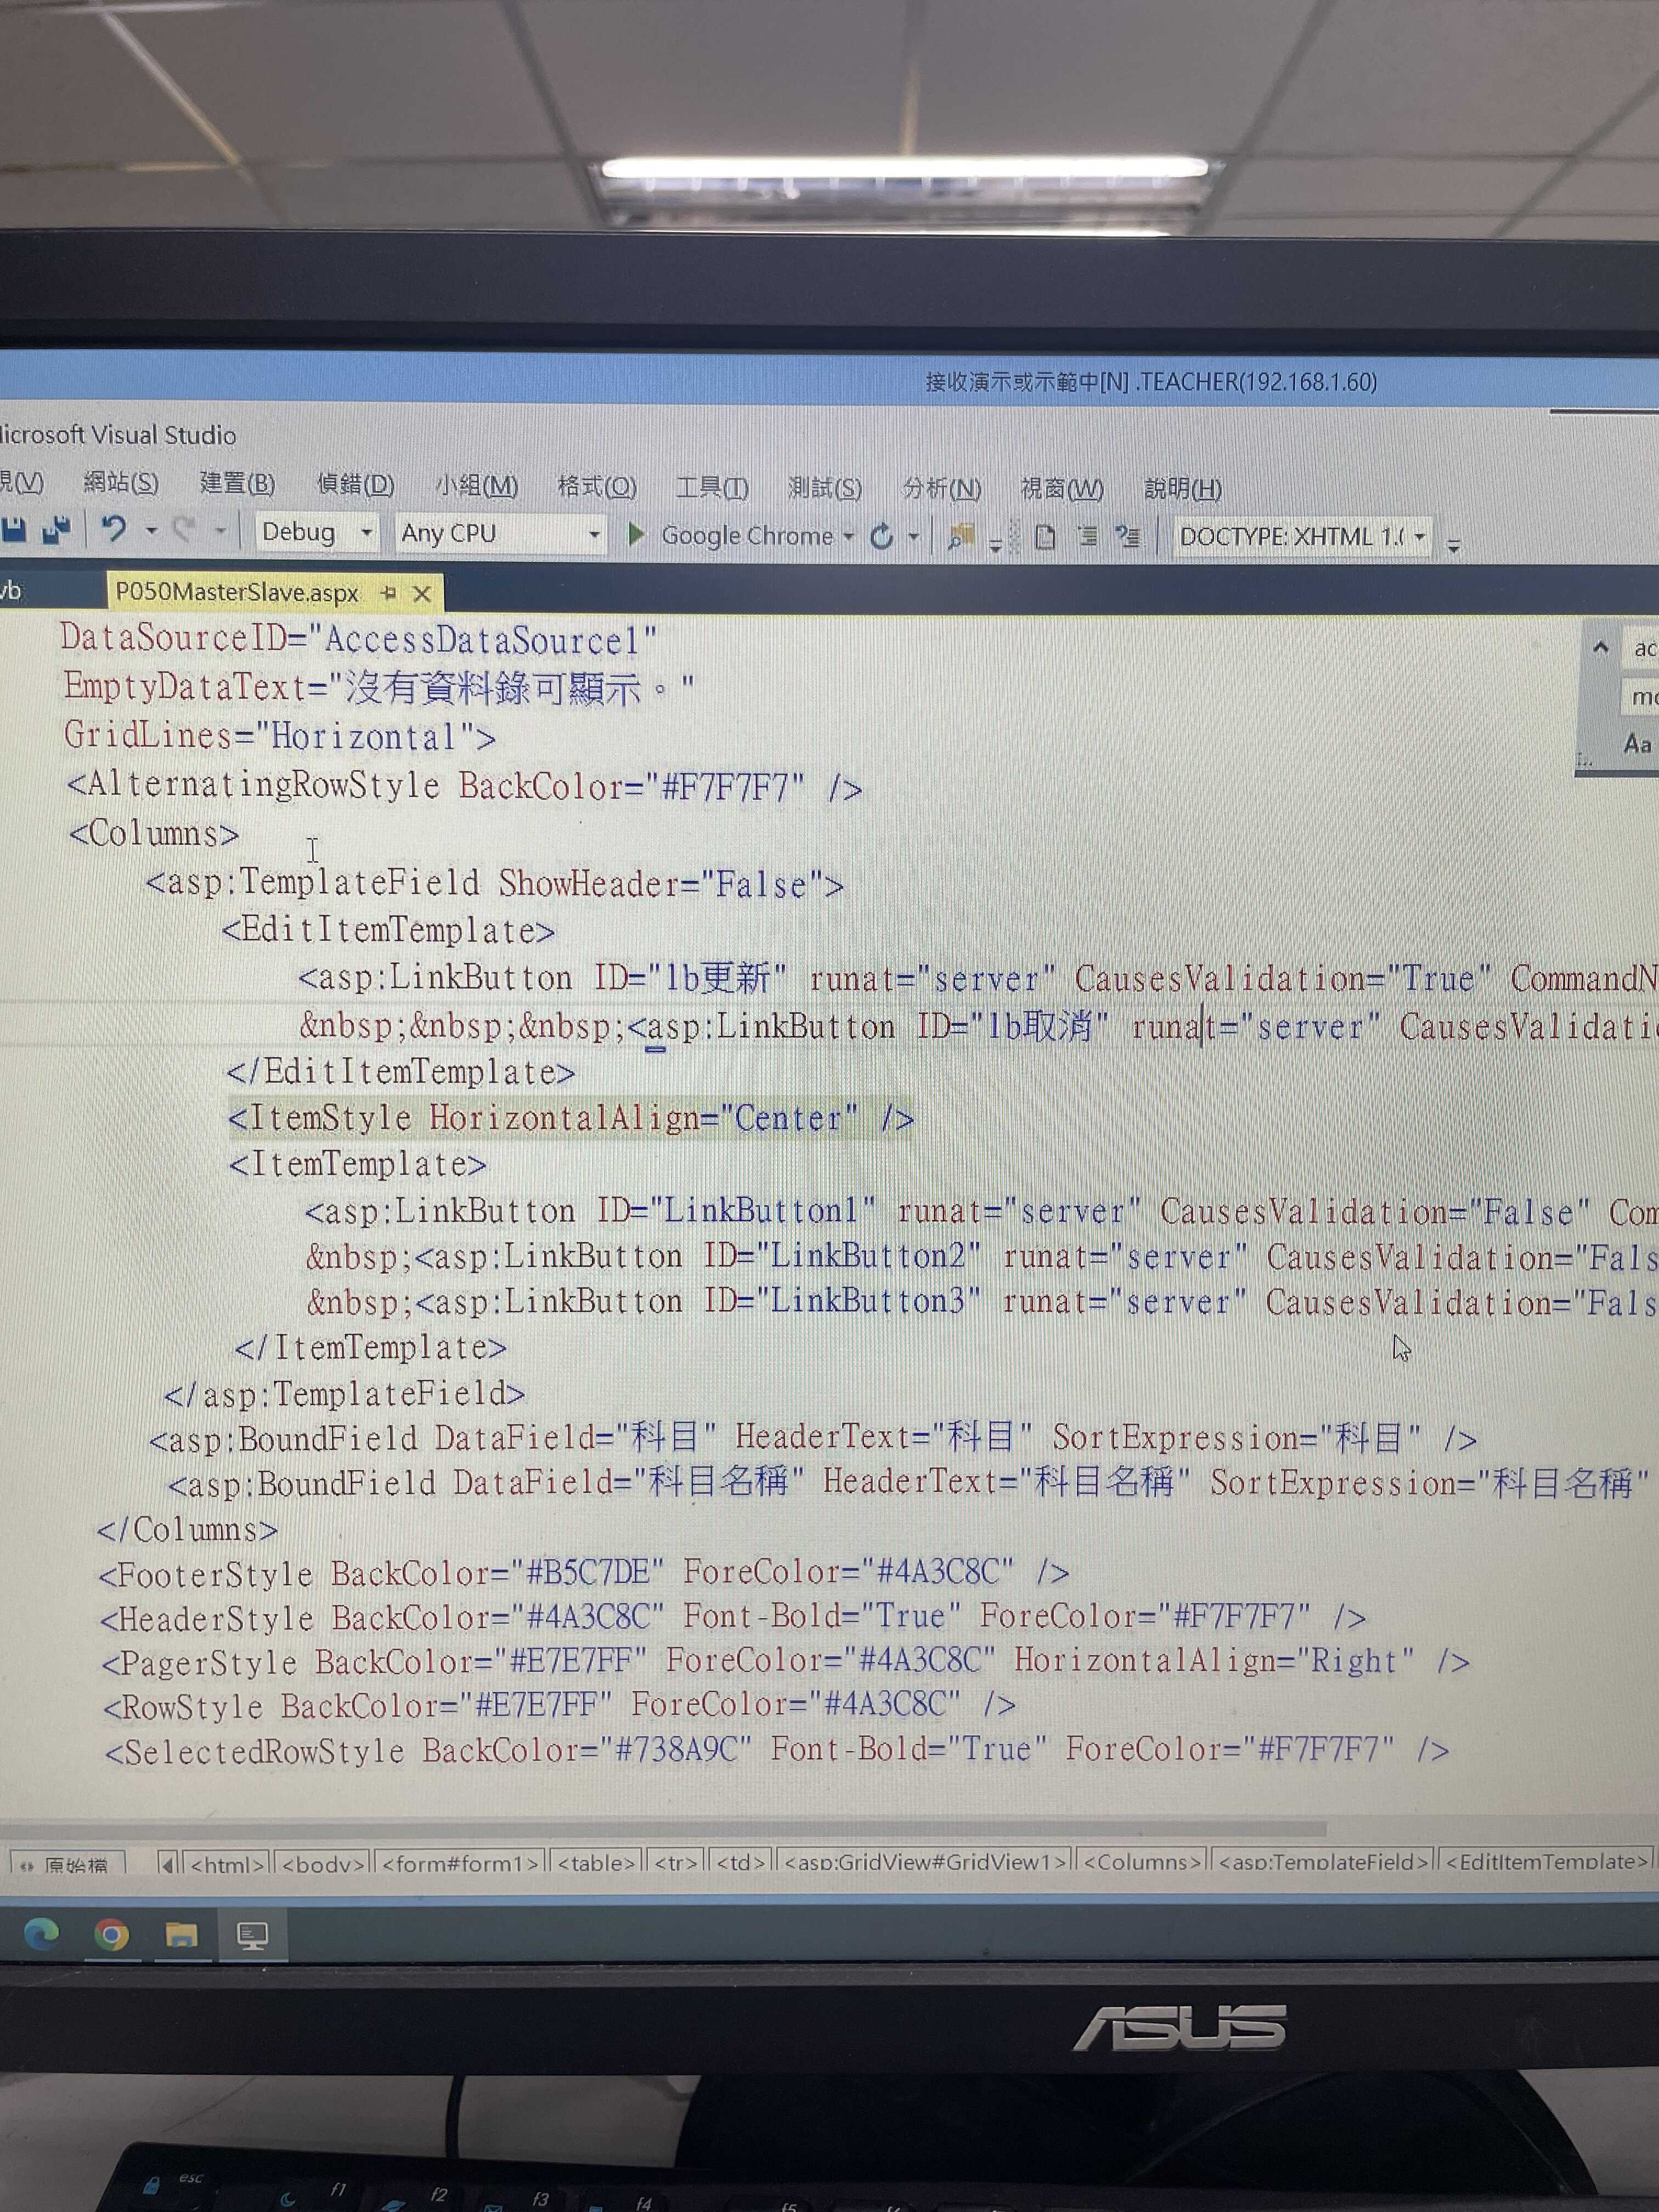 接收演示或示範中[N] .TEACHER(192.168.1.60)
icrosoft Visual Studio
視(V) 網站(S) 建置(B) 偵錯(D) 小組(M) 格式(O) 工具(T) 測試(S) 分析(N) 視窗(W) 說明(H)
Debug Any CPU Google Chrome DOCTYPE: XHTML 1.(
vb P050MasterSlave.aspx
DataSourceID="AccessDataSource1"
ac
EmptyDataText="沒有資料錄可顯示。"
GridLines="Horizontal">
Aa
<AlternatingRowStyle BackColor="#F7F7F7" />
<Columns>
<asp:TemplateField ShowHeader="False">
<EditItemTemplate>
<asp:LinkButton ID="lb更新" runat="server" CausesValidation="True" CommandN
&nbsp;&nbsp;&nbsp;<asp:LinkButton ID="lb取消" runat="server" CausesValidati
</EditItemTemplate>
<ItemStyle HorizontalAlign="Center" />
<ItemTemplate>
<asp:LinkButton ID="LinkButton1" runat="server" CausesValidation="False" Com
&nbsp;<asp:LinkButton ID="LinkButton2" runat="server" CausesValidation="Fals
&nbsp;<asp:LinkButton ID="LinkButton3" runat="server" CausesValidation="Fals
</ItemTemplate>
</asp:TemplateField>
<asp:BoundField DataField="科目" HeaderText="科目" SortExpression="科目" />
<asp:BoundField DataField="科目名稱" HeaderText="科目名稱" SortExpression="科目名稱"
</Columns>
<FooterStyle BackColor="#B5C7DE" ForeColor="#4A3C8C" />
<HeaderStyle BackColor="#4A3C8C" Font-Bold="True" ForeColor="#F7F7F7" />
<PagerStyle BackColor="#E7E7FF" ForeColor="#4A3C8C" HorizontalAlign="Right" />
<RowStyle BackColor="#E7E7FF" ForeColor="#4A3C8C" />
<SelectedRowStyle BackColor="#738A9C" Font-Bold="True" ForeColor="#F7F7F7" />
原始檔 <html> <body> <form#form1> <table> <tr> <td> <asp:GridView#GridView1> <Columns> <asp:TemplateField> <EditItemTemplate>
ASUS
esc f1 f2 f3 f4 f5